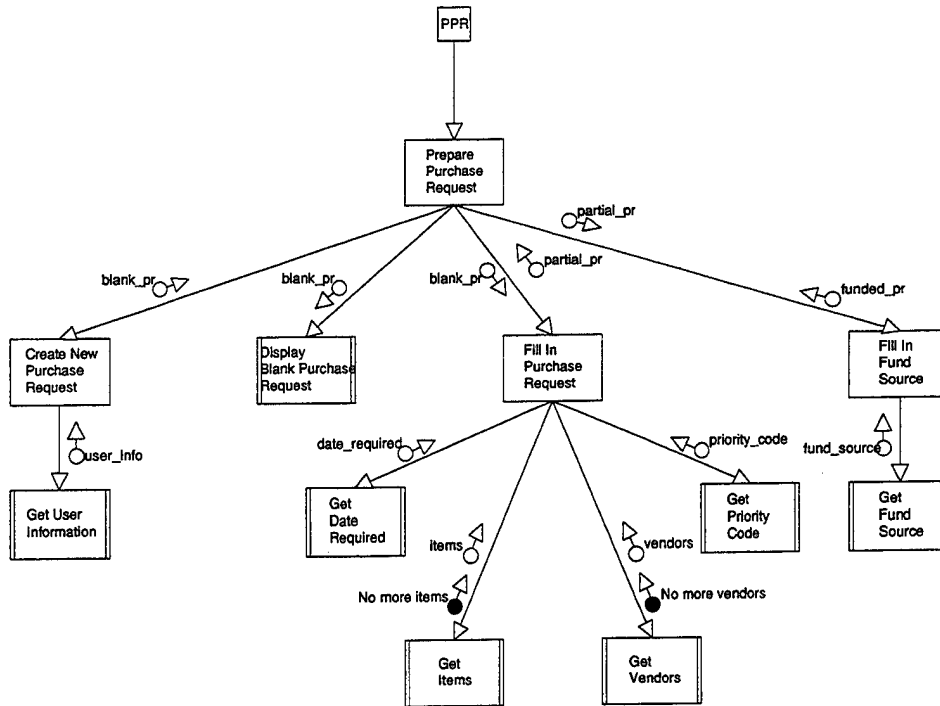 PPR
Prepare
Purchase
Request
partial_pr
blank_pr
blank_pr
blank_pr
partial_pr
funded_pr
Create New
Purchase
Request
Display
Blank Purchase
Request
Fill In
Purchase
Request
Fill In
Fund
Source
user_info
date_required
priority_code
fund_source
Get User
Information
Get
Date
Required
Get
Priority
Code
Get
Fund
Source
items
vendors
No more items
No more vendors
Get
Items
Get
Vendors